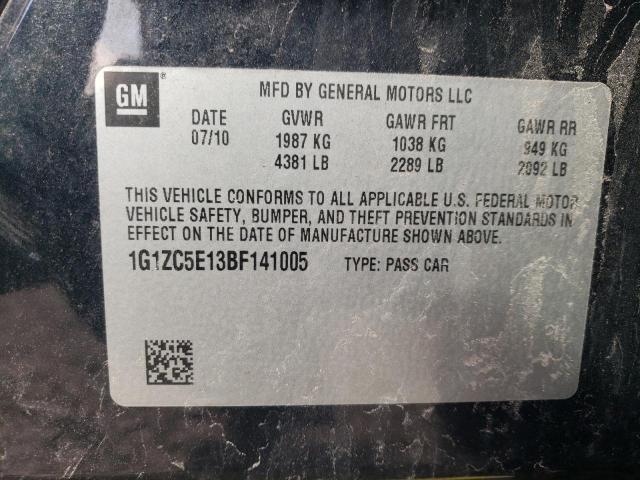 GM®
MFD BY GENERAL MOTORS LLC
DATE GVWR GAWR FRT GAWR RR
07/10 1987 KG 1038 KG 949 KG
4381 LB 2289 LB 2092 LB
THIS VEHICLE CONFORMS TO ALL APPLICABLE U.S. FEDERAL MOTOR
VEHICLE SAFETY, BUMPER, AND THEFT PREVENTION STANDARDS IN
EFFECT ON THE DATE OF MANUFACTURE SHOWN ABOVE.
1G1ZC5E13BF141005 TYPE: PASS CAR